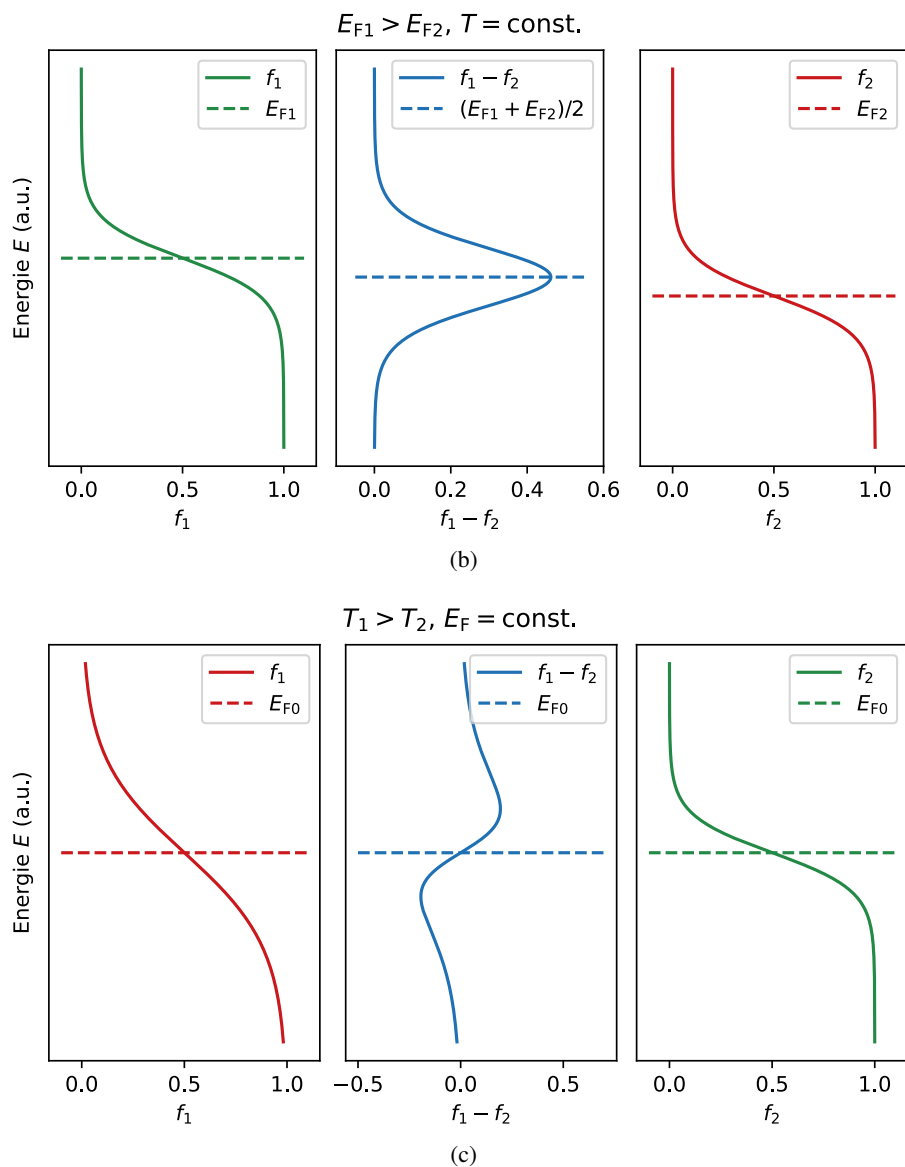 E_F1 > E_F2, T = const.
f_1
E_F1
f_1 − f_2
(E_F1 + E_F2)/2
f_2
E_F2
Energie E (a.u.)
0.0 0.5 1.0
0.0 0.2 0.4 0.6
0.0 0.5 1.0
f_1
f_1 − f_2
f_2
(b)
T_1 > T_2, E_F = const.
f_1
E_F0
f_1 − f_2
E_F0
f_2
E_F0
Energie E (a.u.)
0.0 0.5 1.0
−0.5 0.0 0.5
0.0 0.5 1.0
f_1
f_1 − f_2
f_2
(c)